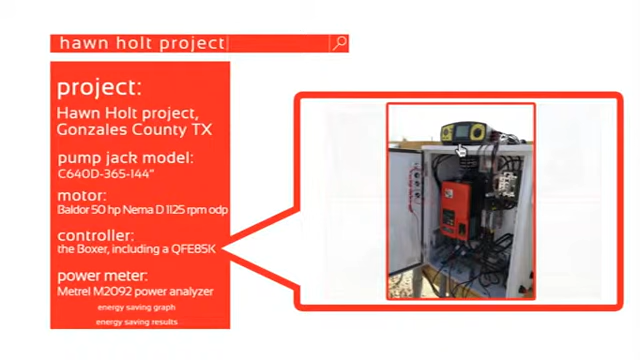 hawn holt project
project:
Hawn Holt project,
Gonzales County TX
pump jack model:
C640D-365-144"
motor:
Baldor 50 hp Nema D 1125 rpm odp
controller:
the Boxer, including a QFE85K
power meter:
Metrel M2092 power analyzer
energy saving graph
energy saving results